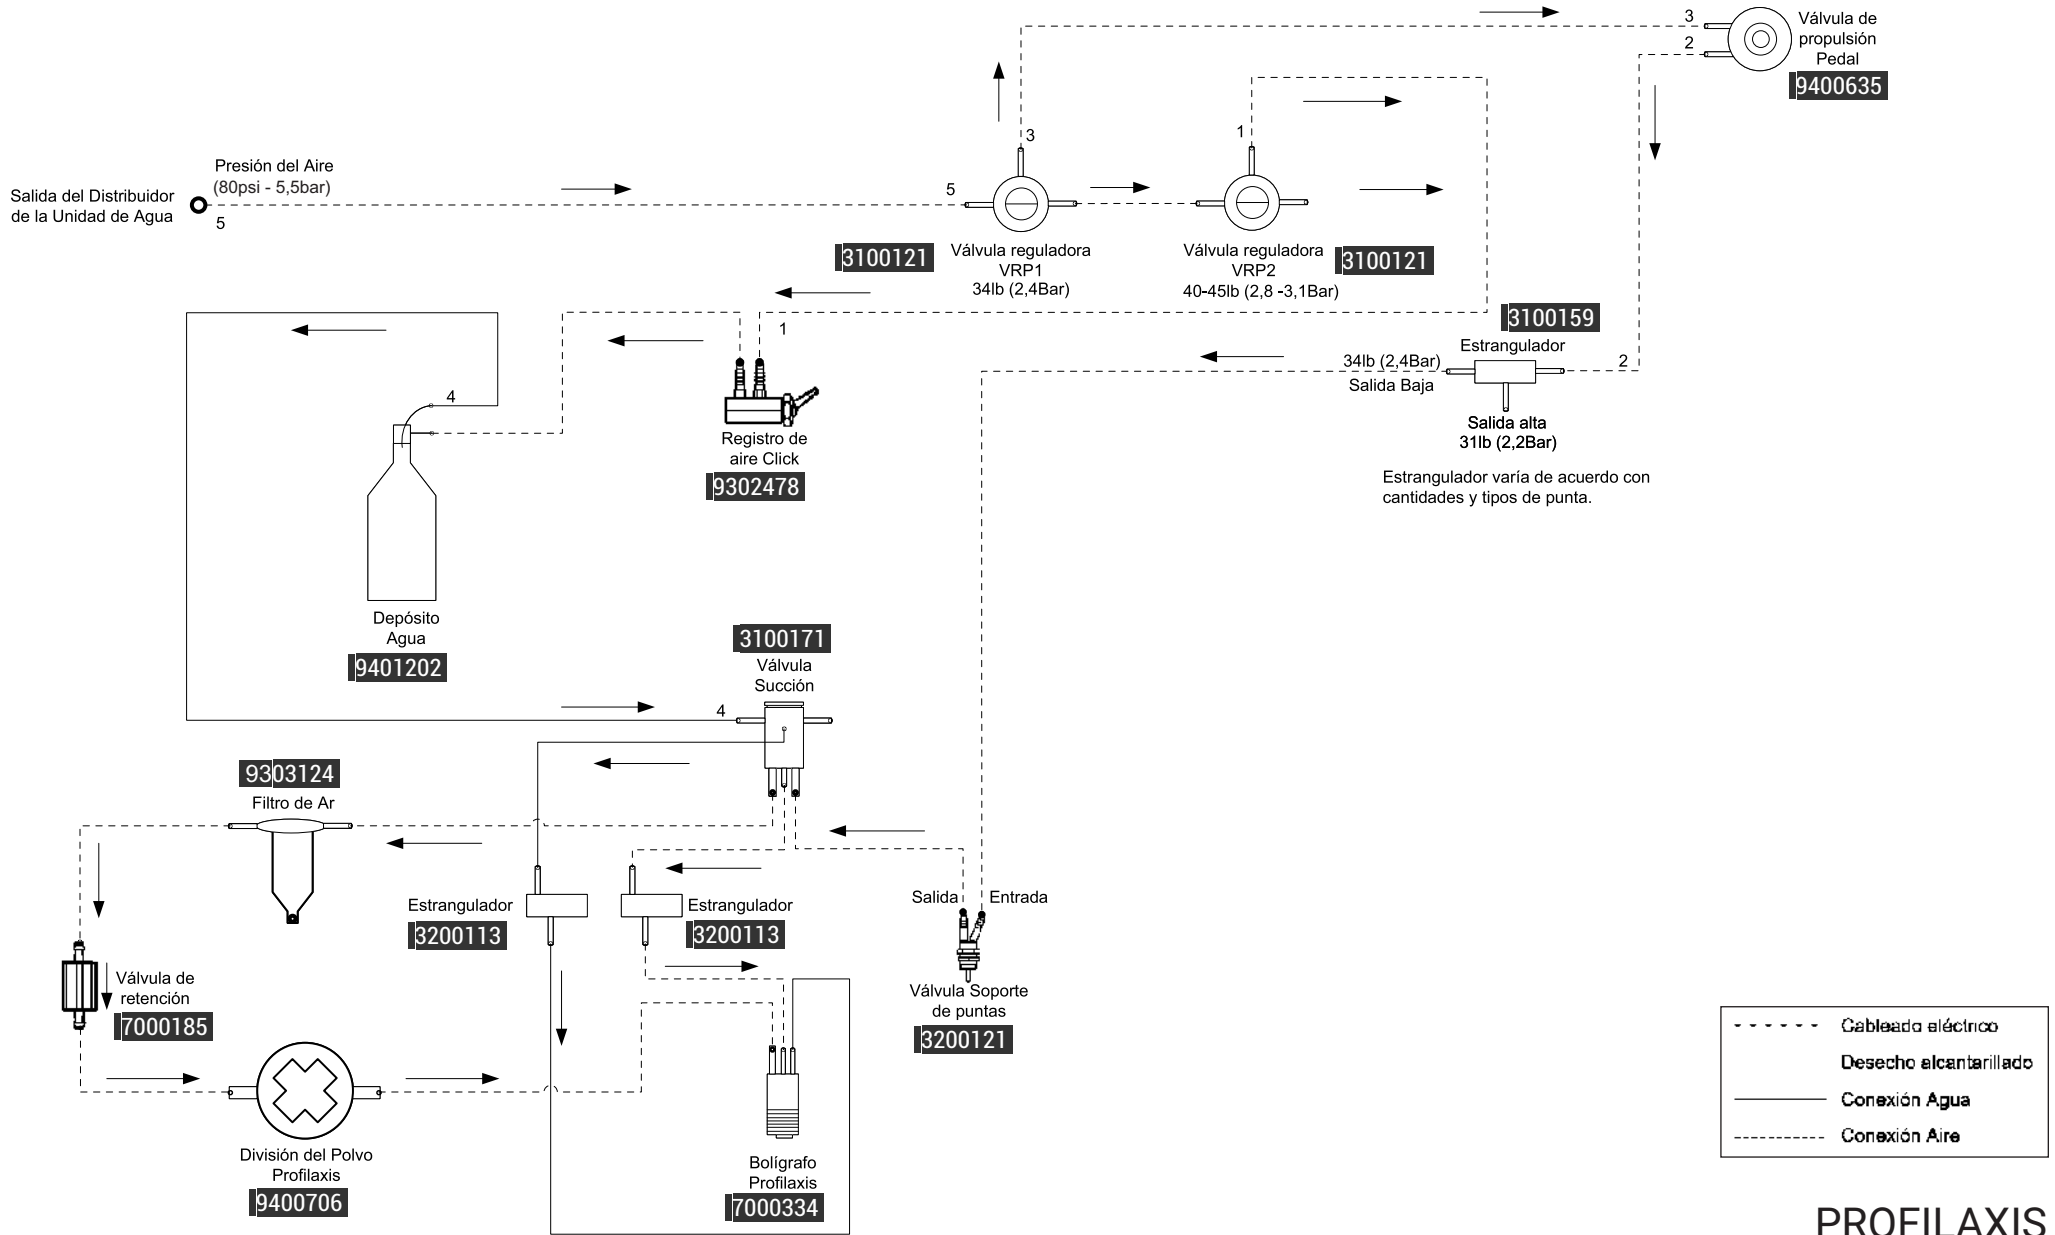 3
Válvula de
propulsión
Pedal
2
9400635
3
1
Presión del Aire
(80psi - 5,5bar)
Salida del Distribuidor
de la Unidad de Agua
5
5
3100121
Válvula reguladora
VRP1
34lb (2,4Bar)
Válvula reguladora
VRP2
40-45lb (2,8 -3,1Bar)
3100121
1
3100159
Estrangulador
34lb (2,4Bar)
Salida Baja
2
Salida alta
31lb (2,2Bar)
Estrangulador varía de acuerdo con
cantidades y tipos de punta.
4
Registro de
aire Click
9302478
Depósito
Agua
9401202
3100171
Válvula
Succión
4
9303124
Filtro de Ar
Estrangulador
3200113
Estrangulador
3200113
Salida
Entrada
Válvula de
retención
7000185
Válvula Soporte
de puntas
3200121
División del Polvo
Profilaxis
9400706
Bolígrafo
Profilaxis
7000334
Cableado eléctrico
Desecho alcantarillado
Conexión Agua
Conexión Aire
PROFILAXIS